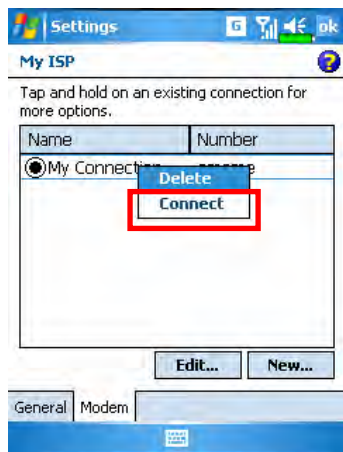 Settings
G
ok
My ISP
?
Tap and hold on an existing connection for
more options.
Name Number
My Connection
Delete
Connect
Edit... New...
General Modem